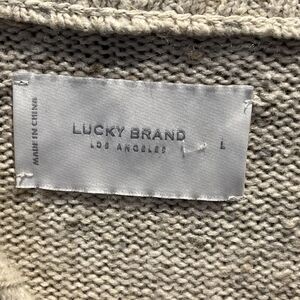 MADE IN CHINA
LUCKY BRAND
LOS ANGELES
L